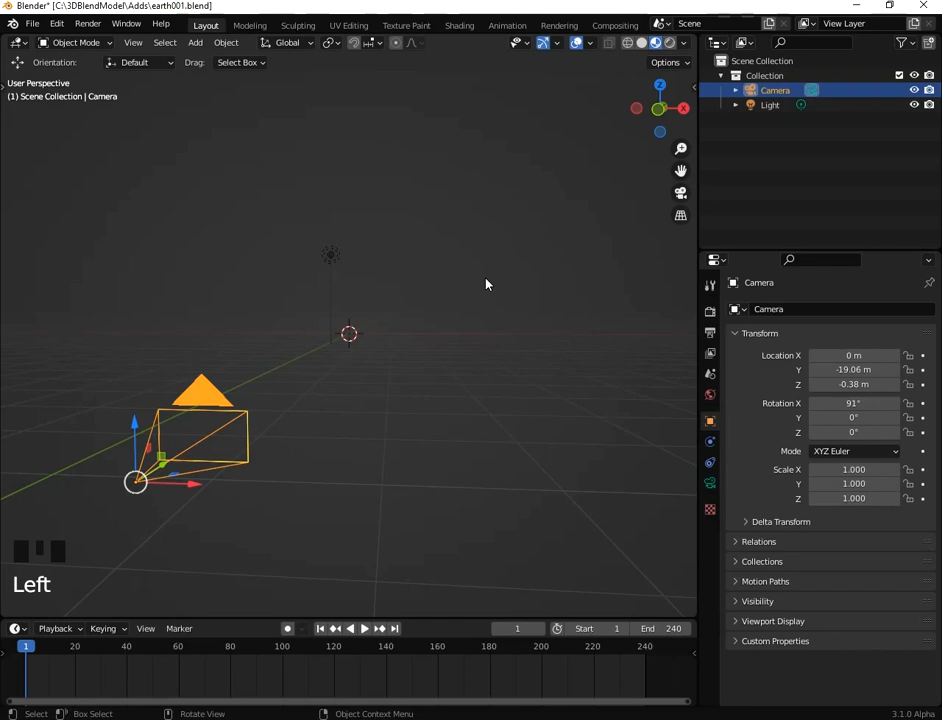 Blender* [C:\3DBlendModel\Adds\earth001.blend]
File Edit Render Window Help Layout Modeling Sculpting UV Editing Texture Paint Shading Animation Rendering Compositing Scene View Layer
Object Mode View Select Add Object Global
Orientation: Default Drag: Select Box Options
User Perspective
(1) Scene Collection | Camera
Z
X
Left
Scene Collection
Collection
Camera
Light
Camera
Camera
Transform
Location X 0 m
Y -19.06 m
Z -0.38 m
Rotation X 91°
Y 0°
Z 0°
Mode XYZ Euler
Scale X 1.000
Y 1.000
Z 1.000
Delta Transform
Relations
Collections
Motion Paths
Visibility
Viewport Display
Custom Properties
Playback Keying View Marker 1 Start 1 End 240
1 20 40 60 80 100 120 140 160 180 200 220 240
Select Box Select Rotate View Object Context Menu 3.1.0 Alpha